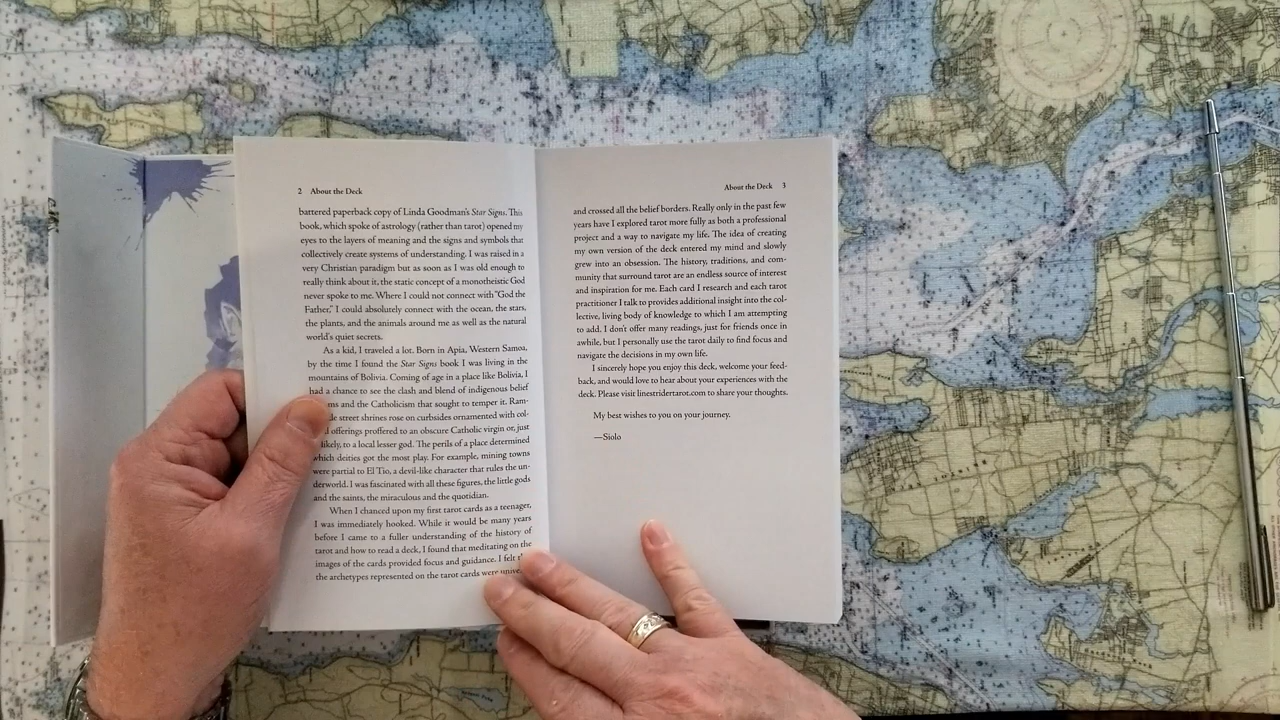 2 About the Deck
battered paperback copy of Linda Goodman's Star Signs. This
book, which spoke of astrology (rather than tarot) opened my
eyes to the layers of meaning and the signs and symbols that
collectively create systems of understanding. I was raised in a
very Christian paradigm but as soon as I was old enough to
really think about it, the static concept of a monotheistic God
never spoke to me. Where I could not connect with "God the
Father," I could absolutely connect with the ocean, the stars,
the plants, and the animals around me as well as the natural
world's quiet secrets.
As a kid, I traveled a lot. Born in Apia, Western Samoa,
by the time I found the Star Signs book I was living in the
mountains of Bolivia. Coming of age in a place like Bolivia, I
had a chance to see the clash and blend of indigenous belief
ms and the Catholicism that sought to temper it. Ram-
le street shrines rose on curbsides ornamented with col-
offerings proffered to an obscure Catholic virgin or, just
likely, to a local lesser god. The perils of a place determined
which deities got the most play. For example, mining towns
were partial to El Tio, a devil-like character that rules the un-
derworld. I was fascinated with all these figures, the little gods
and the saints, the miraculous and the quotidian.
When I chanced upon my first tarot cards as a teenager,
I was immediately hooked. While it would be many years
before I came to a fuller understanding of the history of
tarot and how to read a deck, I found that meditating on the
images of the cards provided focus and guidance. I felt
the archetypes represented on the tarot cards were
About the Deck 3
and crossed all the belief borders. Really only in the past few
years have I explored tarot more fully as both a professional
project and a way to navigate my life. The idea of creating
my own version of the deck entered my mind and slowly
grew into an obsession. The history, traditions, and com-
munity that surround tarot are an endless source of interest
and inspiration for me. Each card I research and each tarot
practitioner I talk to provides additional insight into the col-
lective, living body of knowledge to which I am attempting
to add. I don't offer many readings, just for friends once in
awhile, but I personally use the tarot daily to find focus and
navigate the decisions in my own life.
I sincerely hope you enjoy this deck, welcome your feed-
back, and would love to hear about your experiences with the
deck. Please visit linestridertarot.com to share your thoughts.
My best wishes to you on your journey.
—Siolo